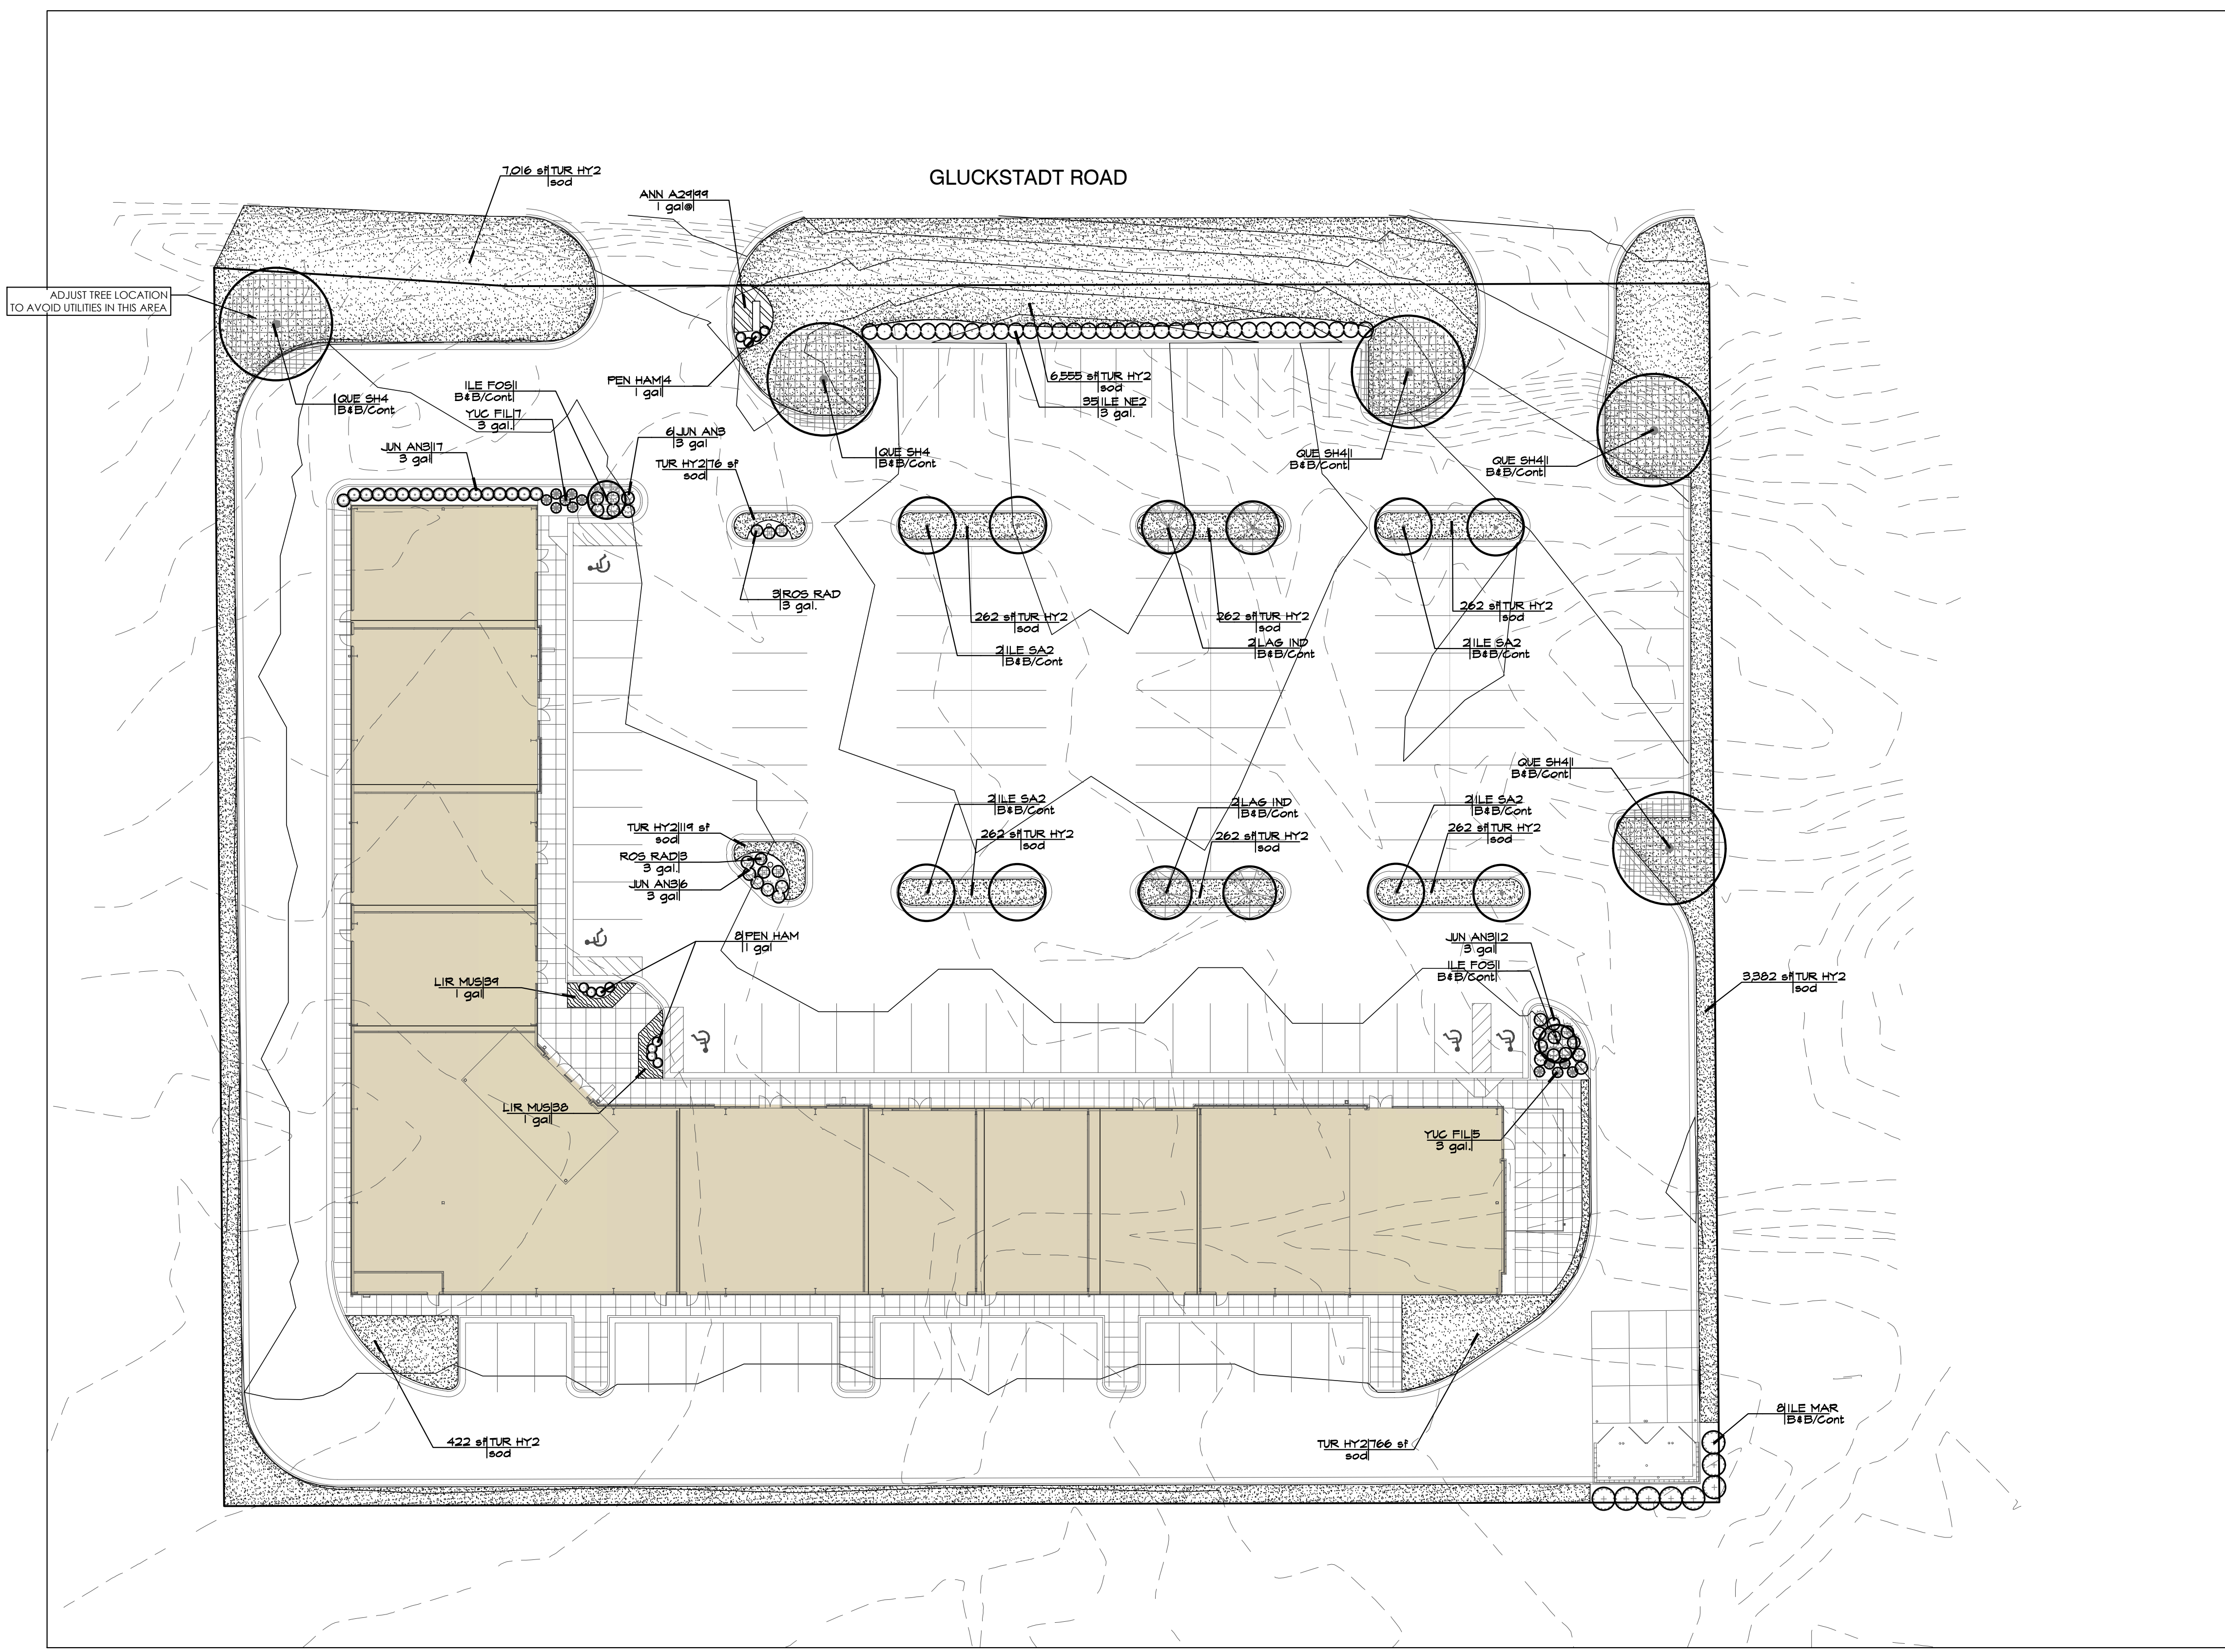 GLUCKSTADT ROAD
7,016 sf TUR HY2
sod
ANN A29 99
1 gal@
ADJUST TREE LOCATION
TO AVOID UTILITIES IN THIS AREA
PEN HAM 4
1 gal
6,555 sf TUR HY2
sod
35 ILE NE2
3 gal.
1 QUE SH4
B&B/Cont
ILE FOS 1
B&B/Cont
YUC FIL 7
3 gal.
JUN AN3 17
3 gal
6 JUN AN3
3 gal
TUR HY2 76 sf
sod
1 QUE SH4
B&B/Cont
QUE SH4 1
B&B/Cont
QUE SH4 1
B&B/Cont
3 ROS RAD
3 gal.
262 sf TUR HY2
sod
2 ILE SA2
B&B/Cont
262 sf TUR HY2
sod
2 LAG IND
B&B/Cont
262 sf TUR HY2
sod
2 ILE SA2
B&B/Cont
QUE SH4 1
B&B/Cont
2 ILE SA2
B&B/Cont
262 sf TUR HY2
sod
2 LAG IND
B&B/Cont
262 sf TUR HY2
sod
2 ILE SA2
B&B/Cont
262 sf TUR HY2
sod
TUR HY2 119 sf
sod
ROS RAD 3
3 gal.
JUN AN3 6
3 gal
8 PEN HAM
1 gal
JUN AN3 12
3 gal
ILE FOS 1
B&B/Cont
LIR MUS 39
1 gal
3,382 sf TUR HY2
sod
LIR MUS 38
1 gal
YUC FIL 5
3 gal.
8 ILE MAR
B&B/Cont
422 sf TUR HY2
sod
TUR HY2 766 sf
sod